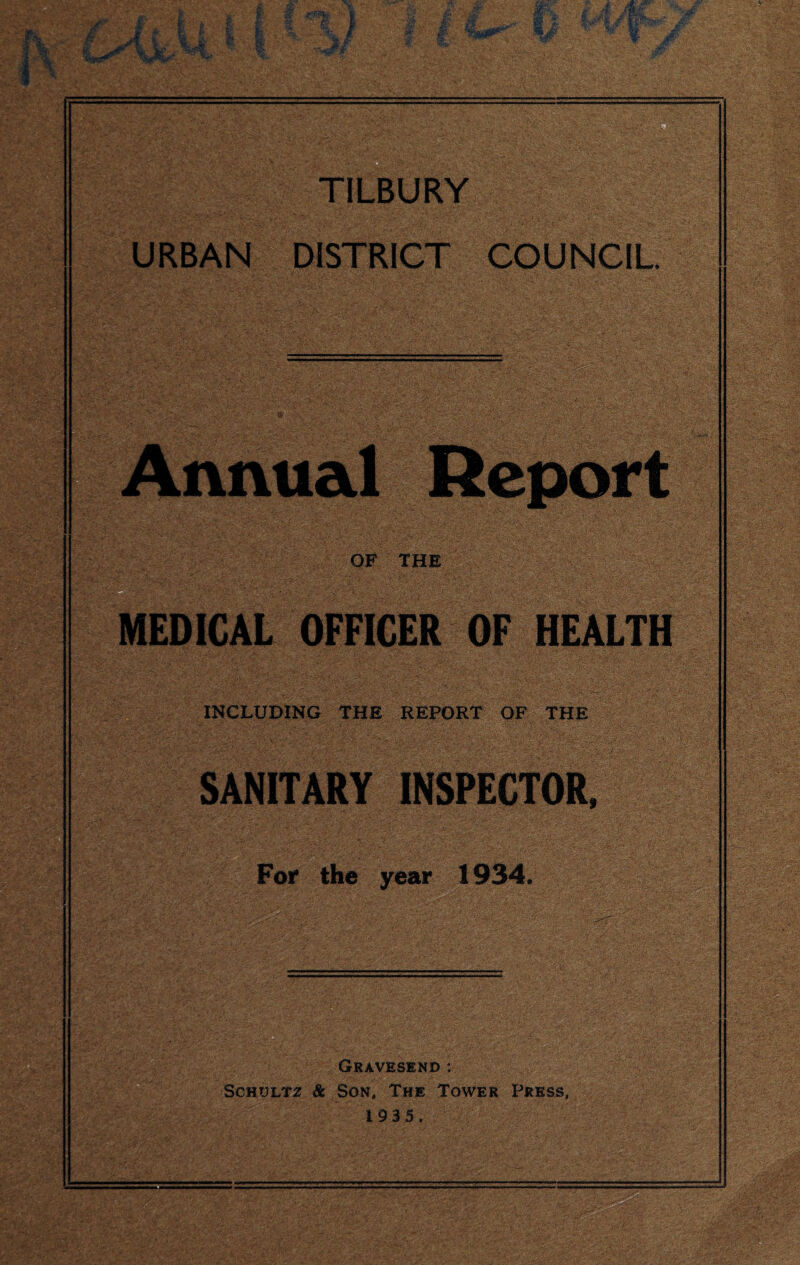 TILBURY
URBAN DISTRICT COUNCIL.
Annual Report
OF THE
MEDICAL OFFICER OF HEALTH
INCLUDING THE REPORT OF THE
SANITARY INSPECTOR,
For the year 1934.
GRAVESEND :
SCHULTZ & SON, THE TOWER PRESS,
1935.